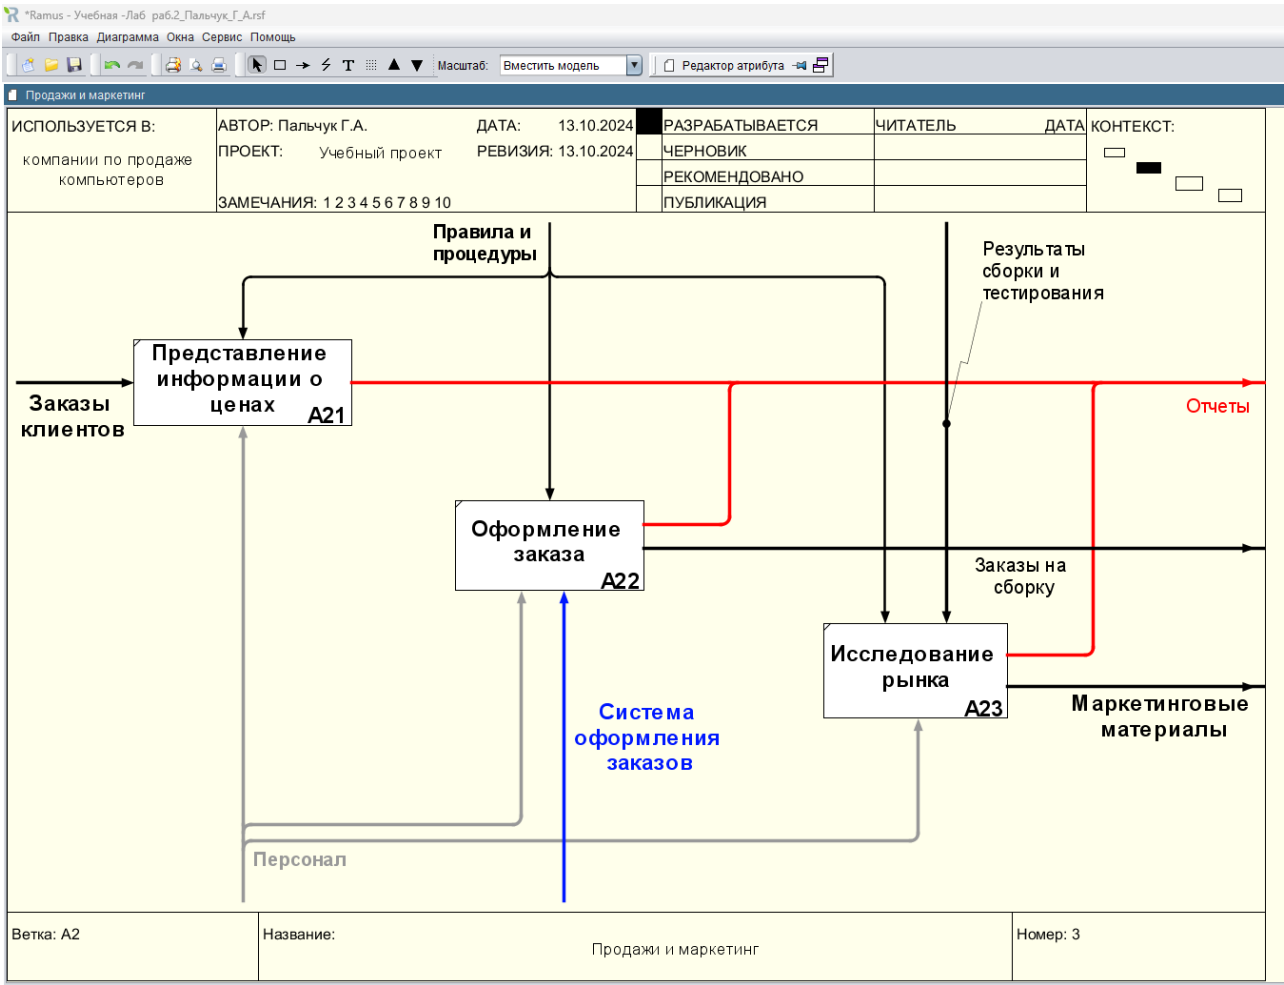 *Ramus - Учебная -Лаб раб.2_Пальчук_Г_А.rsf
Файл Правка Диаграмма Окна Сервис Помощь
T Масштаб: Вместить модель Редактор атрибута
Продажи и маркетинг
ИСПОЛЬЗУЕТСЯ В:
компании по продаже
компьютеров
АВТОР: Пальчук Г.А.
ДАТА: 13.10.2024
ПРОЕКТ: Учебный проект
РЕВИЗИЯ: 13.10.2024
ЗАМЕЧАНИЯ: 1 2 3 4 5 6 7 8 9 10
РАЗРАБАТЫВАЕТСЯ
ЧЕРНОВИК
РЕКОМЕНДОВАНО
ПУБЛИКАЦИЯ
ЧИТАТЕЛЬ
ДАТА
КОНТЕКСТ:
Правила и
процедуры
Результаты
сборки и
тестирования
Представление
информации о
ценах
A21
Заказы
клиентов
Отчеты
Оформление
заказа
A22
Заказы на
сборку
Исследование
рынка
A23
Маркетинговые
материалы
Система
оформления
заказов
Персонал
Ветка: A2
Название:
Продажи и маркетинг
Номер: 3